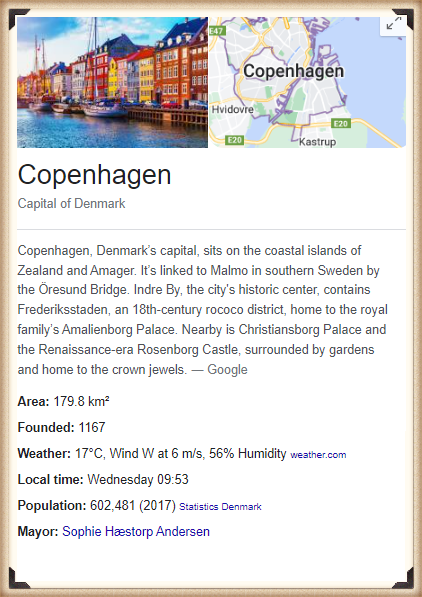 E47
Copenhagen
Hvidovre
E20
E20
Kastrup
Copenhagen
Capital of Denmark
Copenhagen, Denmark's capital, sits on the coastal islands of
Zealand and Amager. It's linked to Malmo in southern Sweden by
the Öresund Bridge. Indre By, the city's historic center, contains
Frederiksstaden, an 18th-century rococo district, home to the royal
family's Amalienborg Palace. Nearby is Christiansborg Palace and
the Renaissance-era Rosenborg Castle, surrounded by gardens
and home to the crown jewels. — Google
Area: 179.8 km²
Founded: 1167
Weather: 17°C, Wind W at 6 m/s, 56% Humidity weather.com
Local time: Wednesday 09:53
Population: 602,481 (2017) Statistics Denmark
Mayor: Sophie Hæstorp Andersen